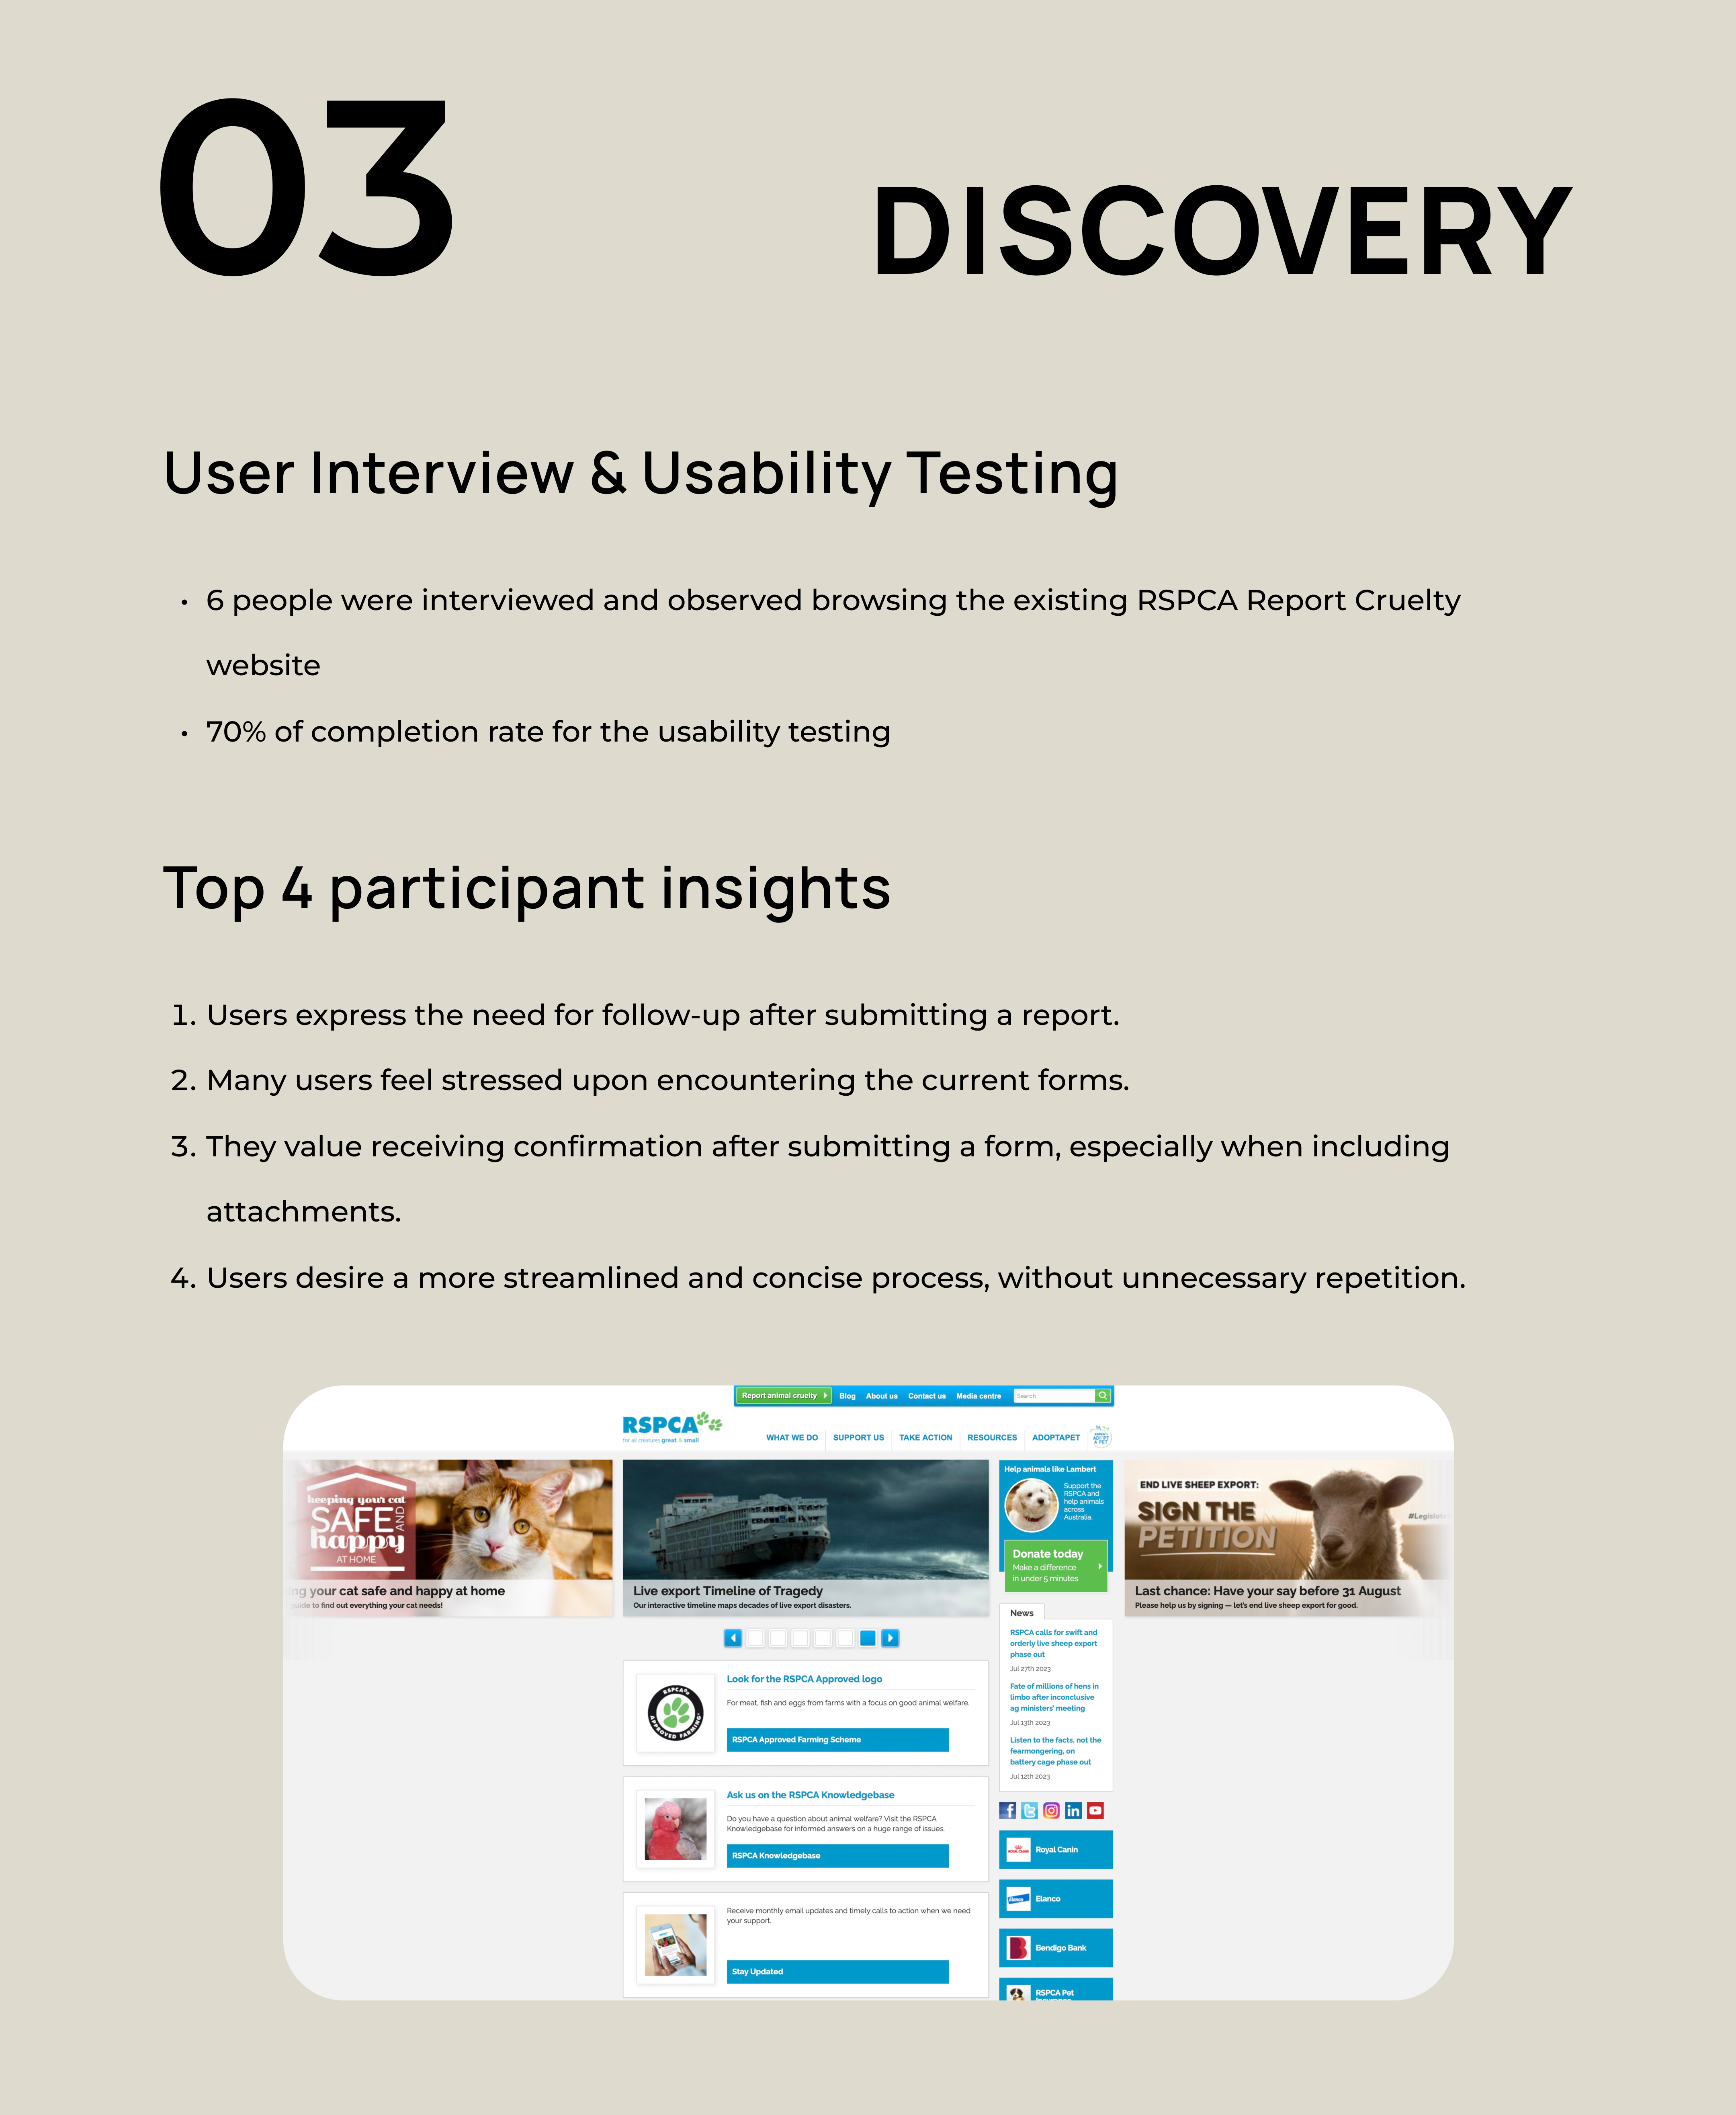 03
DISCOVERY
User Interview & Usability Testing
• 6 people were interviewed and observed browsing the existing RSPCA Report Cruelty
website
• 70% of completion rate for the usability testing
Top 4 participant insights
1. Users express the need for follow-up after submitting a report.
2. Many users feel stressed upon encountering the current forms.
3. They value receiving confirmation after submitting a form, especially when including
attachments.
4. Users desire a more streamlined and concise process, without unnecessary repetition.
Report animal cruelty
Blog
About us
Contact us
Media centre
Search
RSPCA
for all creatures great & small
WHAT WE DO
SUPPORT US
TAKE ACTION
RESOURCES
ADOPTAPET
keeping your cat
SAFE AND
happy
AT HOME
ing your cat safe and happy at home
guide to find out everything your cat needs!
Live export Timeline of Tragedy
Our interactive timeline maps decades of live export disasters.
Help animals like Lambert
Support the
RSPCA and
help animals
across
Australia.
Donate today
Make a difference
in under 5 minutes
END LIVE SHEEP EXPORT:
SIGN THE
PETITION
Last chance: Have your say before 31 August
Please help us by signing — let's end live sheep export for good.
News
RSPCA calls for swift and
orderly live sheep export
phase out
Jul 27th 2023
Fate of millions of hens in
limbo after inconclusive
ag ministers' meeting
Jul 13th 2023
Listen to the facts, not the
fearmongering, on
battery cage phase out
Jul 12th 2023
RSPCA
APPROVED FARMING
Look for the RSPCA Approved logo
For meat, fish and eggs from farms with a focus on good animal welfare.
RSPCA Approved Farming Scheme
Ask us on the RSPCA Knowledgebase
Do you have a question about animal welfare? Visit the RSPCA
Knowledgebase for informed answers on a huge range of issues.
RSPCA Knowledgebase
Receive monthly email updates and timely calls to action when we need
your support.
Stay Updated
ROYAL CANIN
Royal Canin
Elanco
Elanco
Bendigo Bank
RSPCA Pet